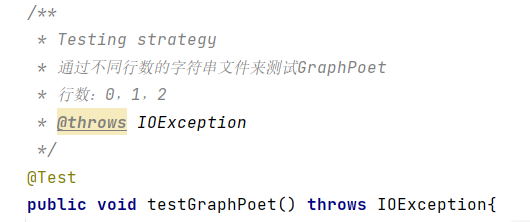 /**
* Testing strategy
* 通过不同行数的字符串文件来测试GraphPoet
* 行数：0，1，2
* @throws IOException
*/
@Test
public void testGraphPoet() throws IOException{